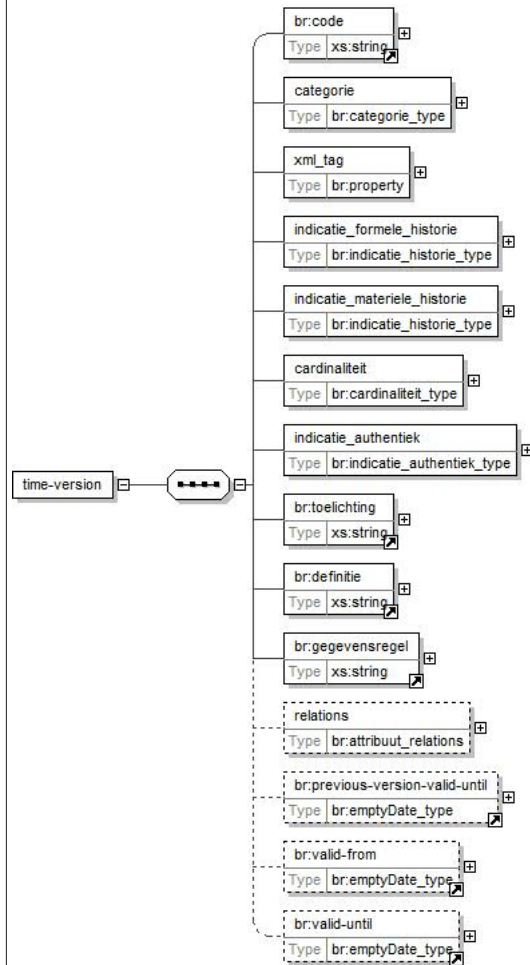 br:code
Type xs:string
categorie
Type br:categorie_type
xml_tag
Type br:property
indicatie_formele_historie
Type br:indicatie_historie_type
indicatie_materiele_historie
Type br:indicatie_historie_type
cardinaliteit
Type br:cardinaliteit_type
indicatie_authentiek
Type br:indicatie_authentiek_type
time-version
br:toelichting
Type xs:string
br:definitie
Type xs:string
br:gegevensregel
Type xs:string
relations
Type br:attribuut_relations
br:previous-version-valid-until
Type br:emptyDate_type
br:valid-from
Type br:emptyDate_type
br:valid-until
Type br:emptyDate_type